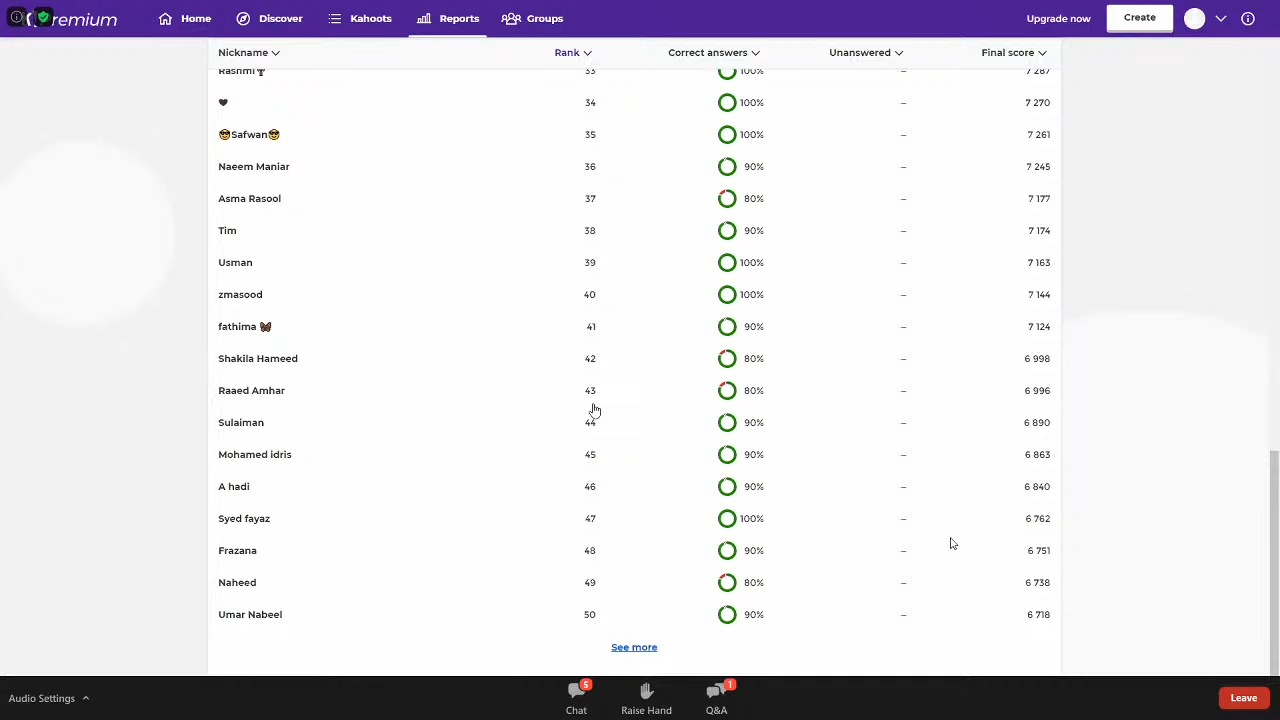 Premium Home Discover Kahoots Reports Groups Upgrade now Create
Nickname Rank Correct answers Unanswered Final score
Rashmi 33 100% – 7 287
🖤 34 100% – 7 270
😎Safwan😎 35 100% – 7 261
Naeem Maniar 36 90% – 7 245
Asma Rasool 37 80% – 7 177
Tim 38 90% – 7 174
Usman 39 100% – 7 163
zmasood 40 100% – 7 144
fathima 🦋 41 90% – 7 124
Shakila Hameed 42 80% – 6 998
Raaed Amhar 43 80% – 6 996
Sulaiman 44 90% – 6 890
Mohamed idris 45 90% – 6 863
A hadi 46 90% – 6 840
Syed fayaz 47 100% – 6 762
Frazana 48 90% – 6 751
Naheed 49 80% – 6 738
Umar Nabeel 50 90% – 6 718
See more
5 1
Audio Settings Chat Raise Hand Q&A Leave